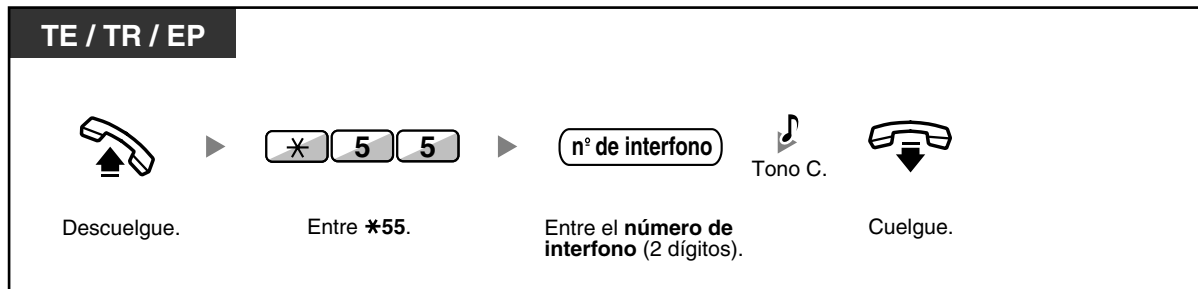 TE / TR / EP
✕ 5 5
n° de interfono
Tono C.
Descuelgue.
Entre ✕55.
Entre el número de
interfono (2 dígitos).
Cuelgue.